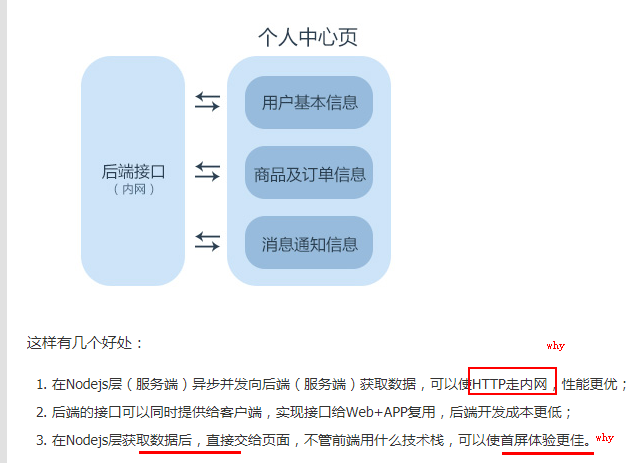 个人中心页
用户基本信息
后端接口
（内网）
商品及订单信息
消息通知信息
这样有几个好处：
why
1. 在Nodejs层（服务端）异步并发向后端（服务端）获取数据，可以使HTTP走内网，性能更优；
2. 后端的接口可以同时提供给客户端，实现接口给Web+APP复用，后端开发成本更低；
3. 在Nodejs层获取数据后，直接交给页面，不管前端用什么技术栈，可以使首屏体验更佳。why